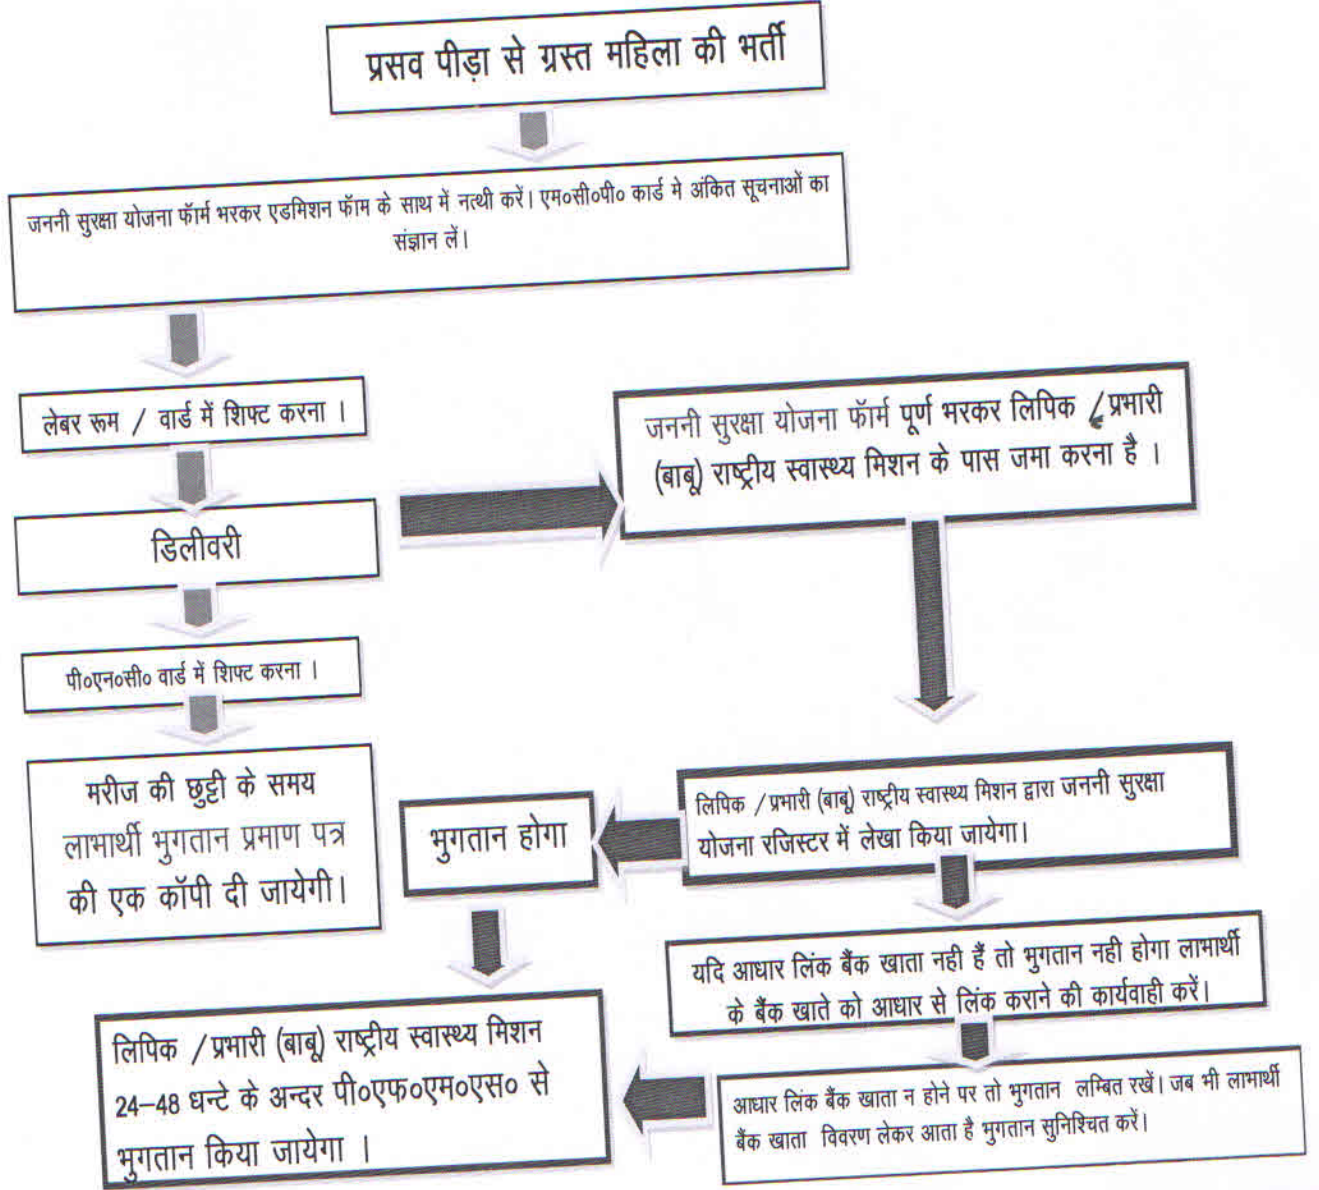 प्रसव पीड़ा से ग्रस्त महिला की भर्ती
जननी सुरक्षा योजना फॅार्म भरकर एडमिशन फॅाम के साथ में नत्थी करें। एम०सी०पी० कार्ड मे अंकित सूचनाओं का
संज्ञान लें।
लेबर रूम / वार्ड में शिफ्ट करना ।
डिलीवरी
पी०एन०सी० वार्ड में शिफ्ट करना ।
मरीज की छुट्टी के समय
लाभार्थी भुगतान प्रमाण पत्र
की एक कॉपी दी जायेगी।
जननी सुरक्षा योजना फॅार्म पूर्ण भरकर लिपिक / प्रभारी
(बाबू) राष्ट्रीय स्वास्थ्य मिशन के पास जमा करना है ।
लिपिक / प्रभारी (बाबू) राष्ट्रीय स्वास्थ्य मिशन द्वारा जननी सुरक्षा
योजना रजिस्टर में लेखा किया जायेगा।
भुगतान होगा
यदि आधार लिंक बैंक खाता नही हैं तो भुगतान नही होगा लाभार्थी
के बैंक खाते को आधार से लिंक कराने की कार्यवाही करें।
आधार लिंक बैंक खाता न होने पर तो भुगतान लम्बित रखें। जब भी लाभार्थी
बैंक खाता विवरण लेकर आता है भुगतान सुनिश्चित करें।
लिपिक / प्रभारी (बाबू) राष्ट्रीय स्वास्थ्य मिशन
24–48 धन्टे के अन्दर पी०एफ०एम०एस० से
भुगतान किया जायेगा ।